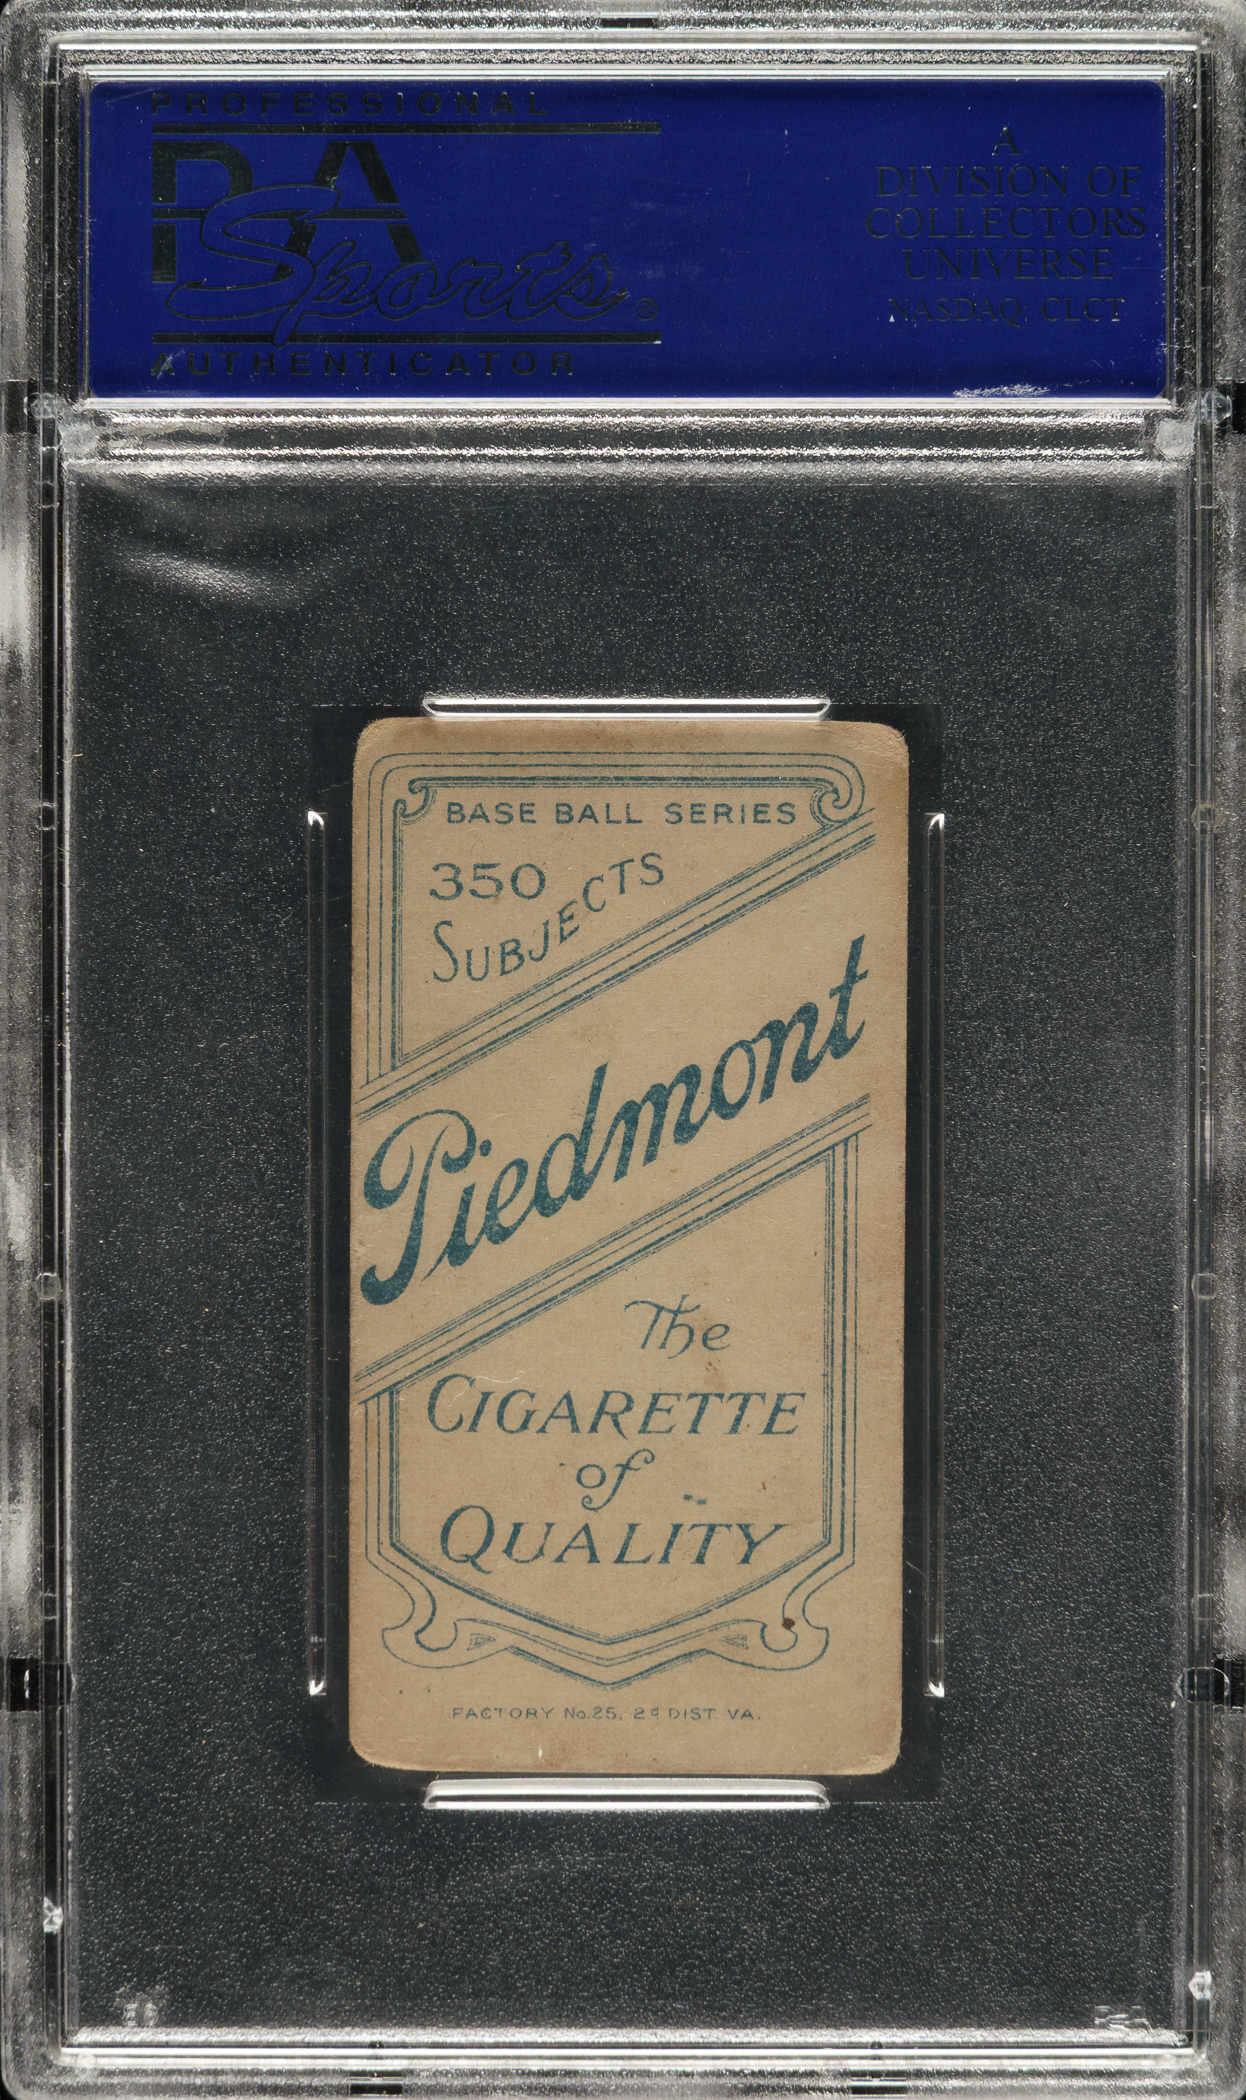 PROFESSIONAL
PSA
Sports®
AUTHENTICATOR
A
DIVISION OF
COLLECTORS
UNIVERSE
NASDAQ: CLCT
BASE BALL SERIES
350
SUBJECTS
Piedmont
The
CIGARETTE
of
QUALITY
FACTORY No. 25, 2d DIST. VA.
PSA